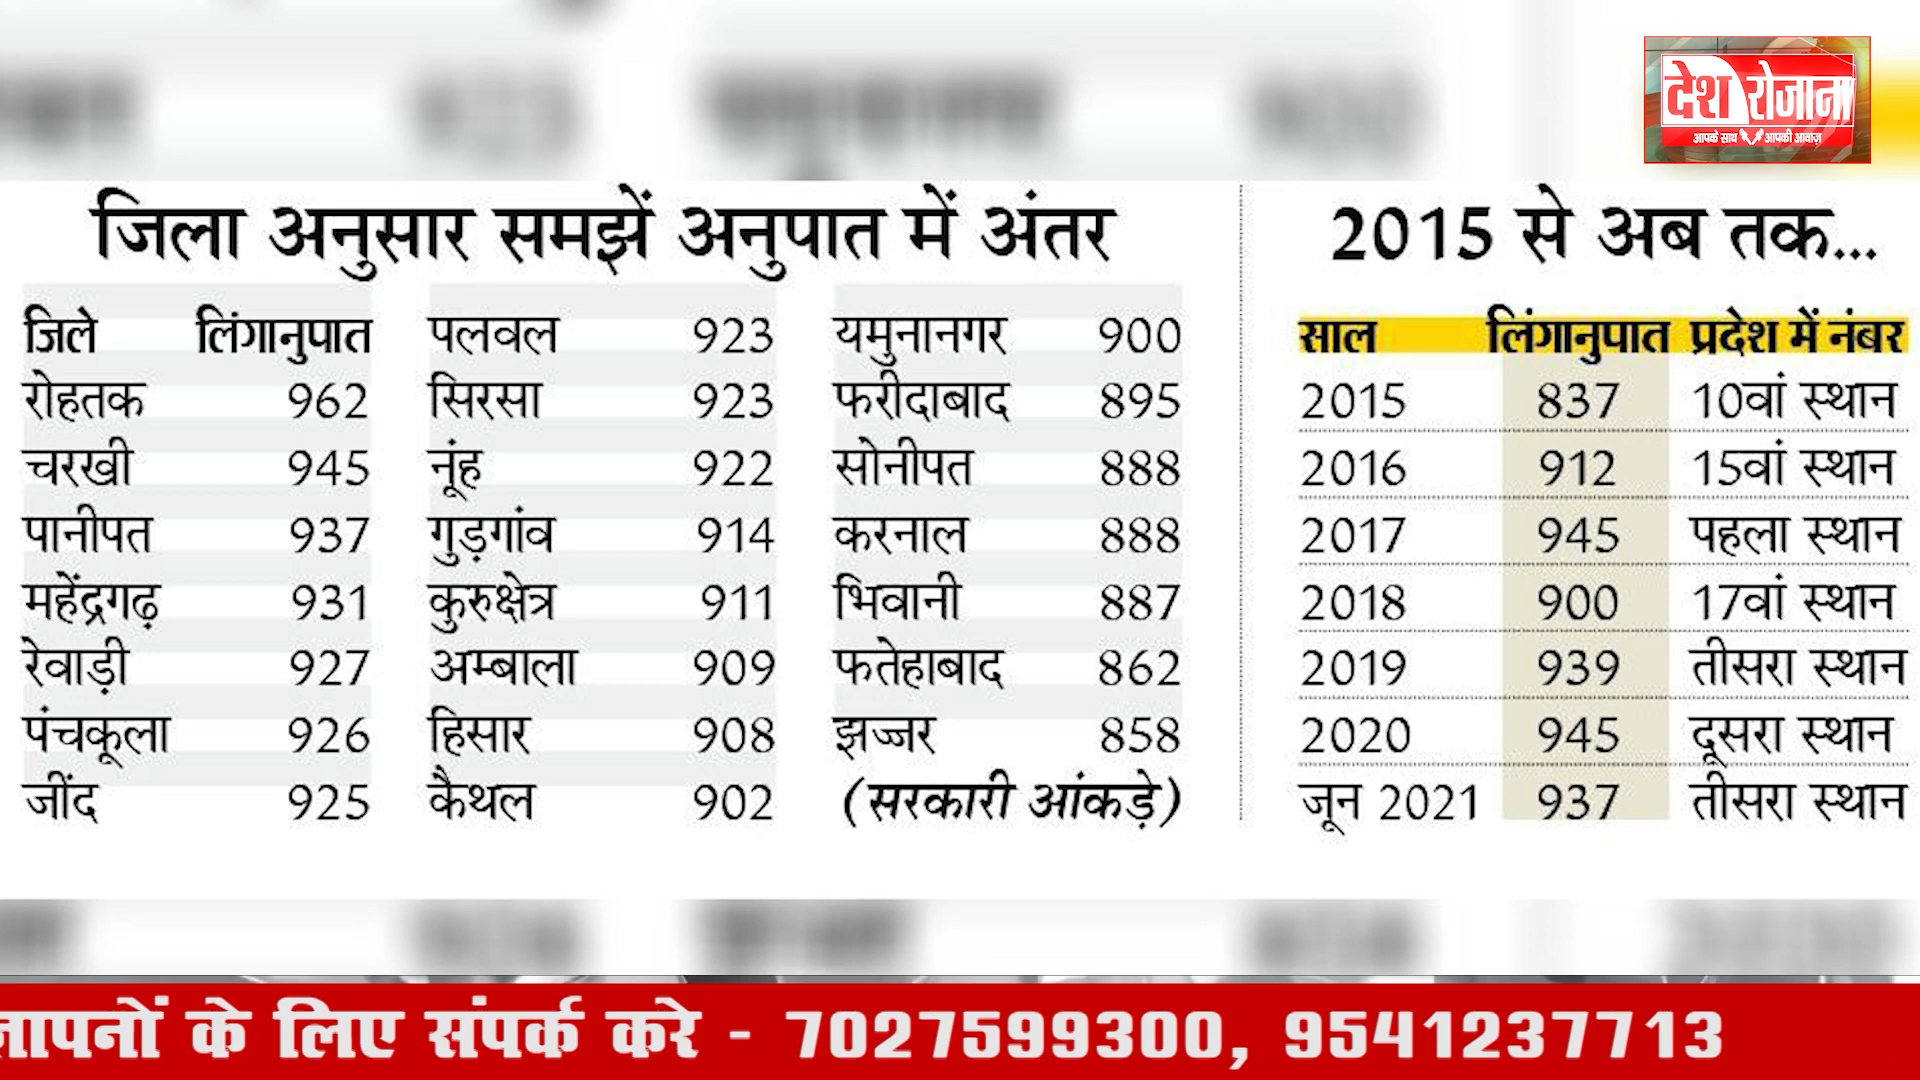 देश रोजाना
आपके साथ आपकी आवाज़
जिला अनुसार समझें अनुपात में अंतर
जिले लिंगानुपात
रोहतक 962
चरखी 945
पानीपत 937
महेंद्रगढ़ 931
रेवाड़ी 927
पंचकूला 926
जींद 925
पलवल 923
सिरसा 923
नूंह 922
गुड़गांव 914
कुरुक्षेत्र 911
अम्बाला 909
हिसार 908
कैथल 902
यमुनानगर 900
फरीदाबाद 895
सोनीपत 888
करनाल 888
भिवानी 887
फतेहाबाद 862
झज्जर 858
(सरकारी आंकड़े)
2015 से अब तक...
साल लिंगानुपात प्रदेश में नंबर
2015 837 10वां स्थान
2016 912 15वां स्थान
2017 945 पहला स्थान
2018 900 17वां स्थान
2019 939 तीसरा स्थान
2020 945 दूसरा स्थान
जून 2021 937 तीसरा स्थान
के लिए संपर्क करे - 7027599300, 9541237713